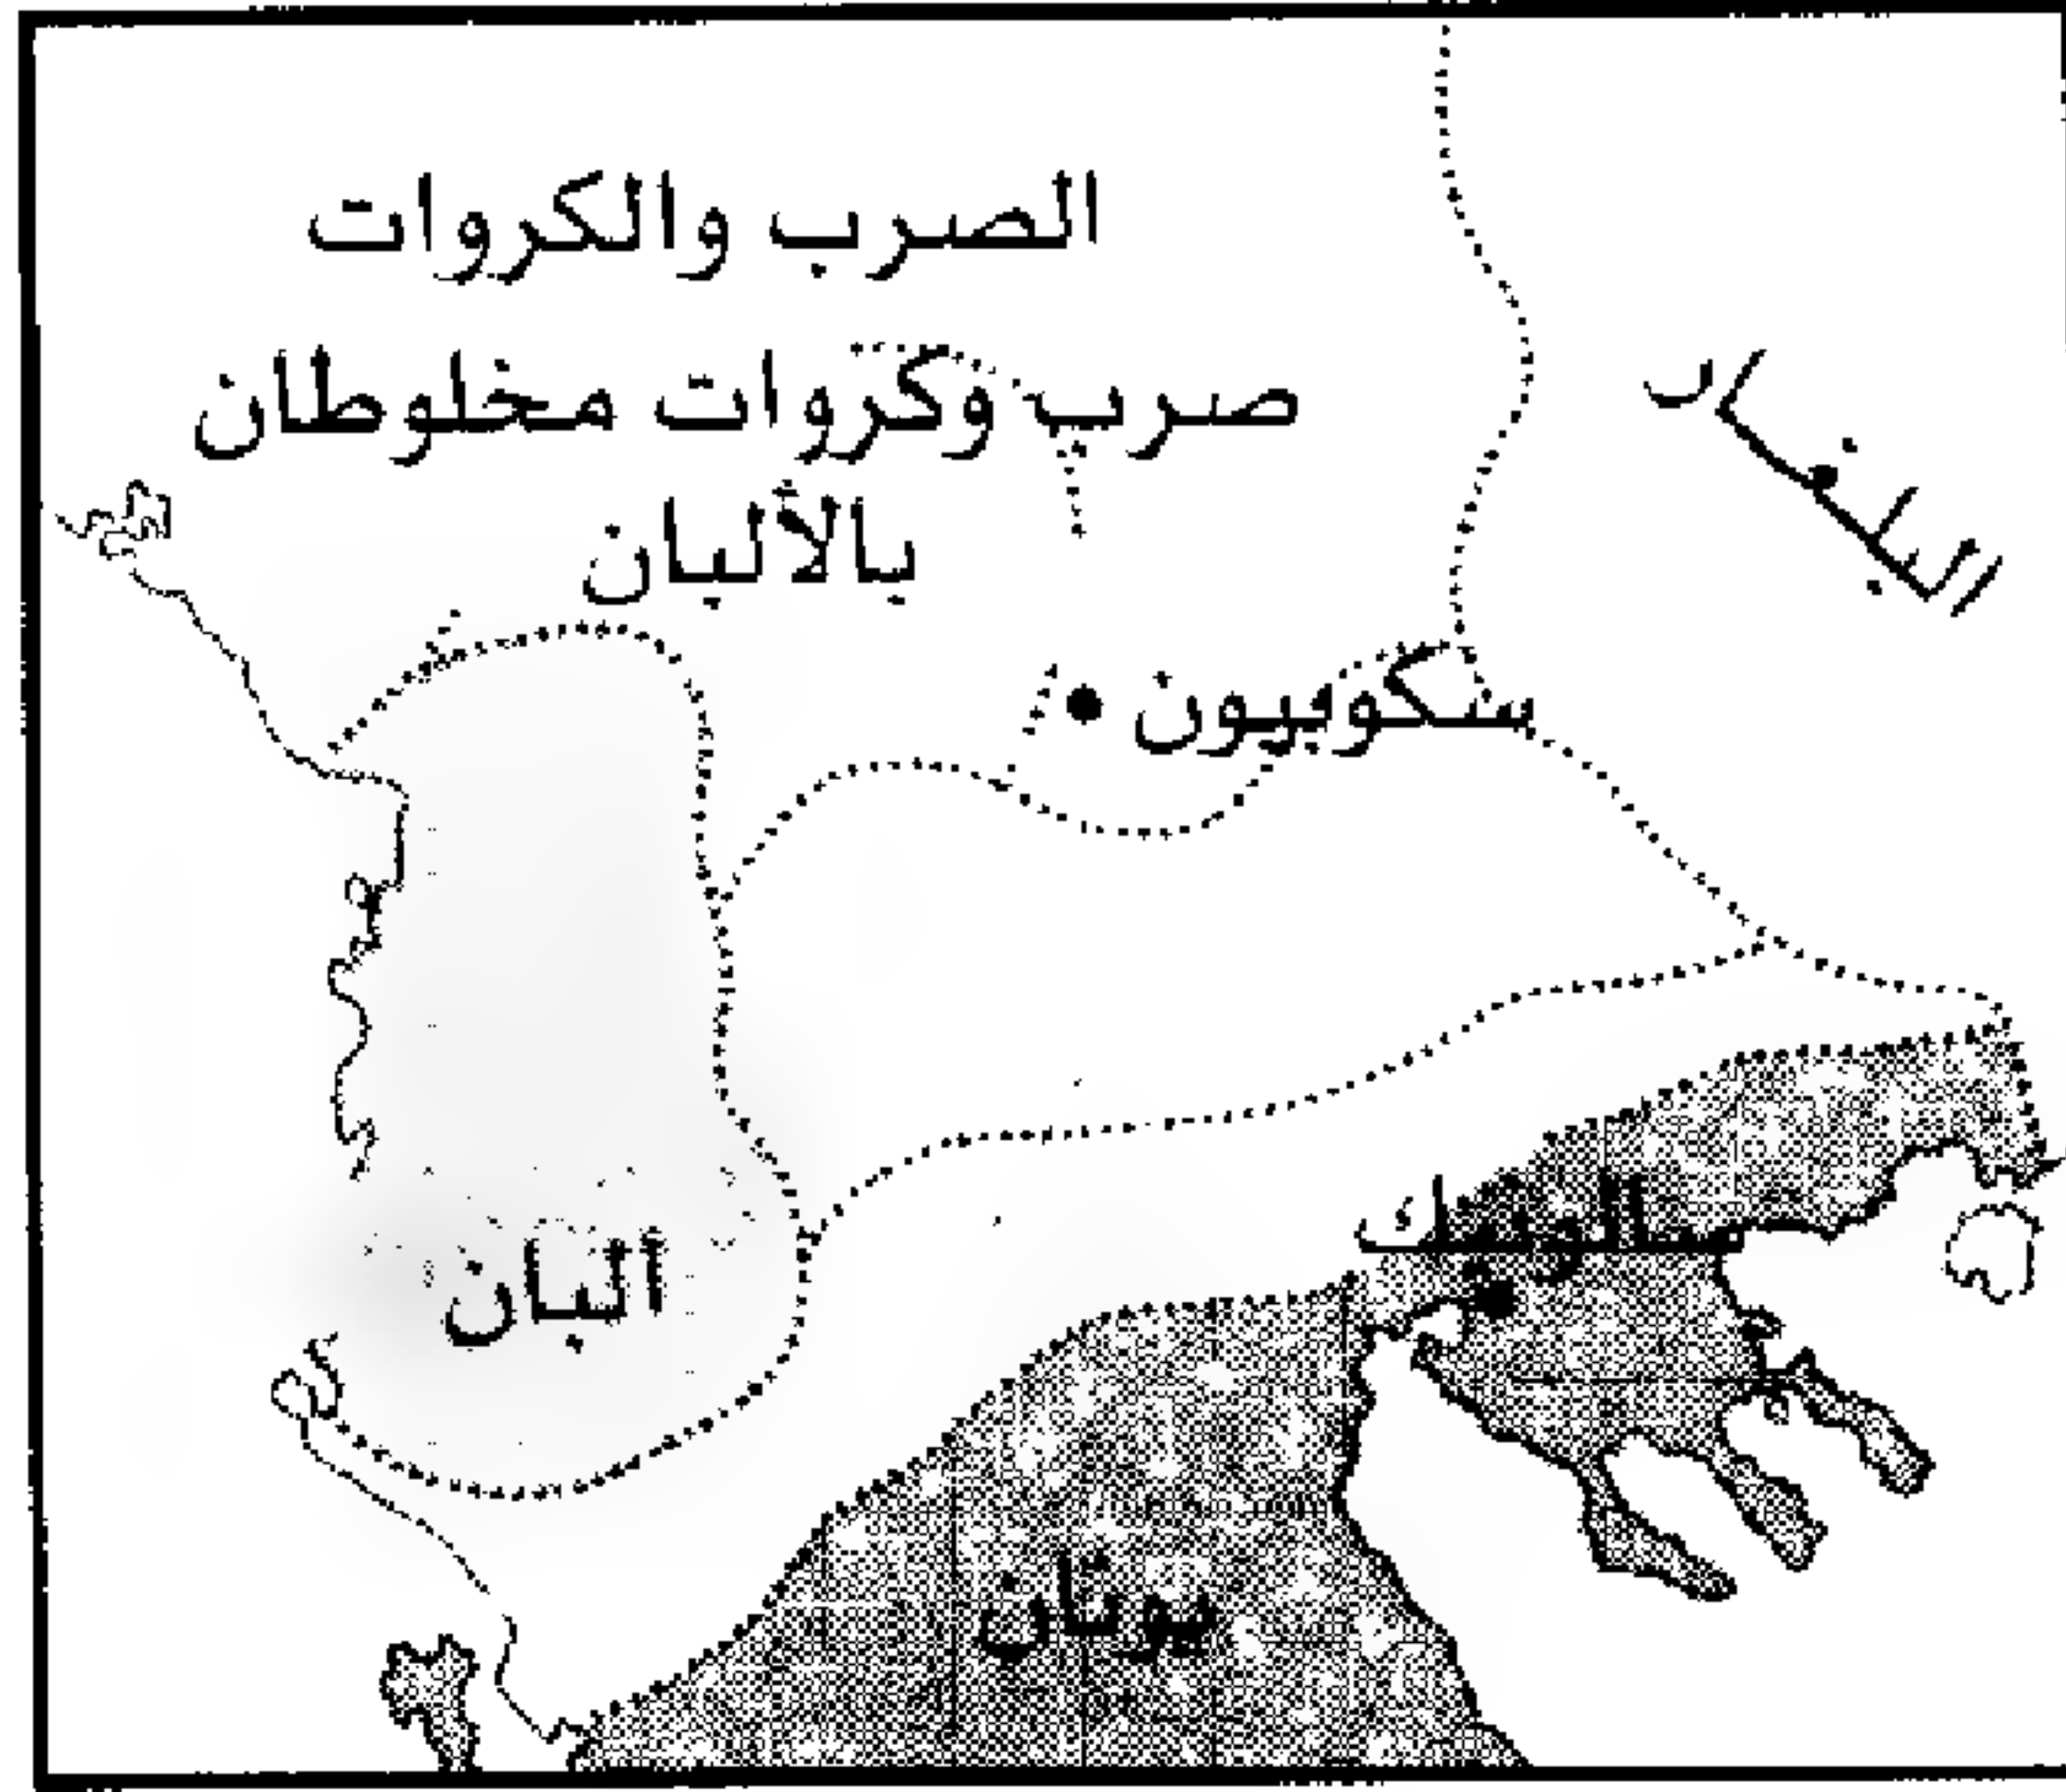 الصرب والكروات
صرب وكروات مخلوطان
بالألبان
البلغار
سكوبيون
سالونيك
ألبان
يونان